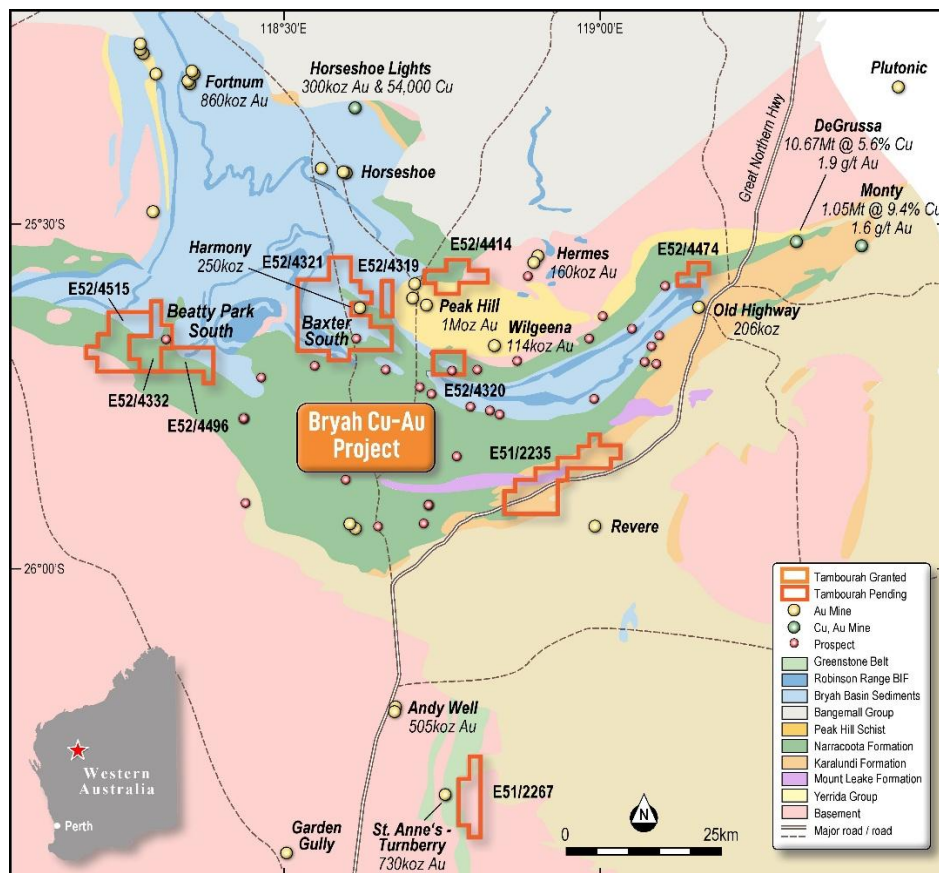 118°30'E
119°00'E
Fortnum
860koz Au
Horseshoe Lights
300koz Au & 54,000 Cu
Plutonic
Great Northern Hwy
DeGrussa
10.67Mt @ 5.6% Cu
1.9 g/t Au
Horseshoe
Monty
1.05Mt @ 9.4% Cu
1.6 g/t Au
25°30'S
Harmony
250koz
E52/4321
E52/4319
E52/4414
Hermes
160koz Au
E52/4474
E52/4515
Beatty Park
South
Baxter
South
Peak Hill
1Moz Au
Wilgeena
114koz Au
Old Highway
206koz
E52/4332
E52/4496
E52/4320
Bryah Cu-Au
Project
E51/2235
Revere
26°00'S
Andy Well
505koz Au
E51/2267
St. Anne's -
Turnberry
730koz Au
Garden
Gully
Western
Australia
Perth
N
0
25km
Tambourah Granted
Tambourah Pending
Au Mine
Cu, Au Mine
Prospect
Greenstone Belt
Robinson Range BIF
Bryah Basin Sediments
Bangemall Group
Peak Hill Schist
Narracoota Formation
Karalundi Formation
Mount Leake Formation
Yerrida Group
Basement
Major road / road